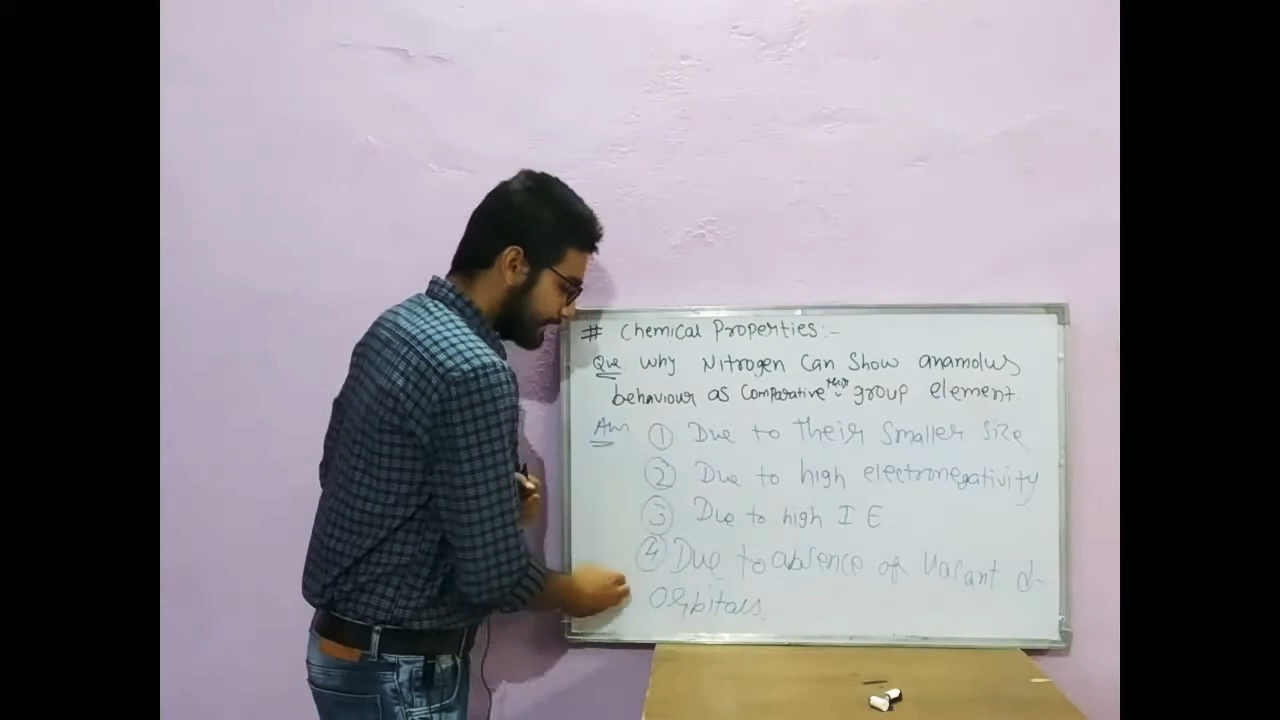 # Chemical Properties:-
Que Why Nitrogen Can Show anamolus
behaviour as Comparative their group element.
Ans ① Due to their smaller size
② Due to high electronegativity
③ Due to high I E.
④ Due to absence of vacant d-
orbitals.